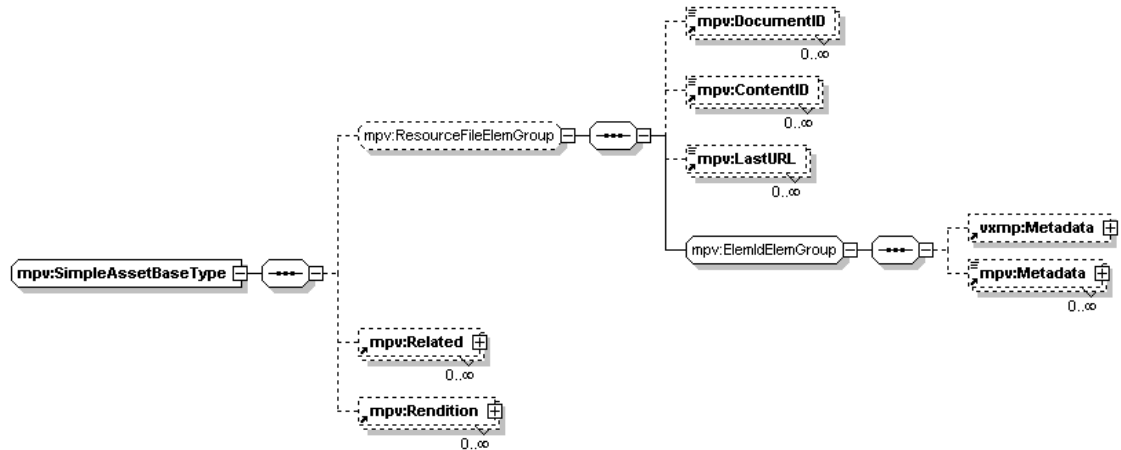 mpv:DocumentID
0..∞
mpv:ContentID
0..∞
mpv:ResourceFileElemGroup
mpv:LastURL
0..∞
vxmp:Metadata
mpv:ElemIdElemGroup
mpv:SimpleAssetBaseType
mpv:Metadata
0..∞
mpv:Related
0..∞
mpv:Rendition
0..∞